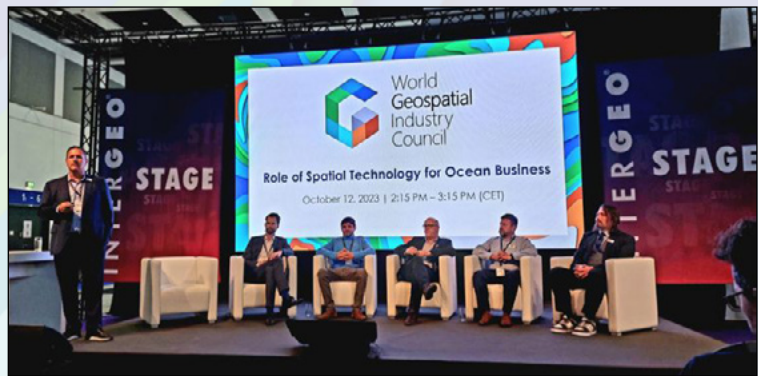 World
Geospatial
Industry
Council
Role of Spatial Technology for Ocean Business
October 12, 2023 | 2:15 PM – 3:15 PM (CET)
INTERGEO
STAGE
STAGE